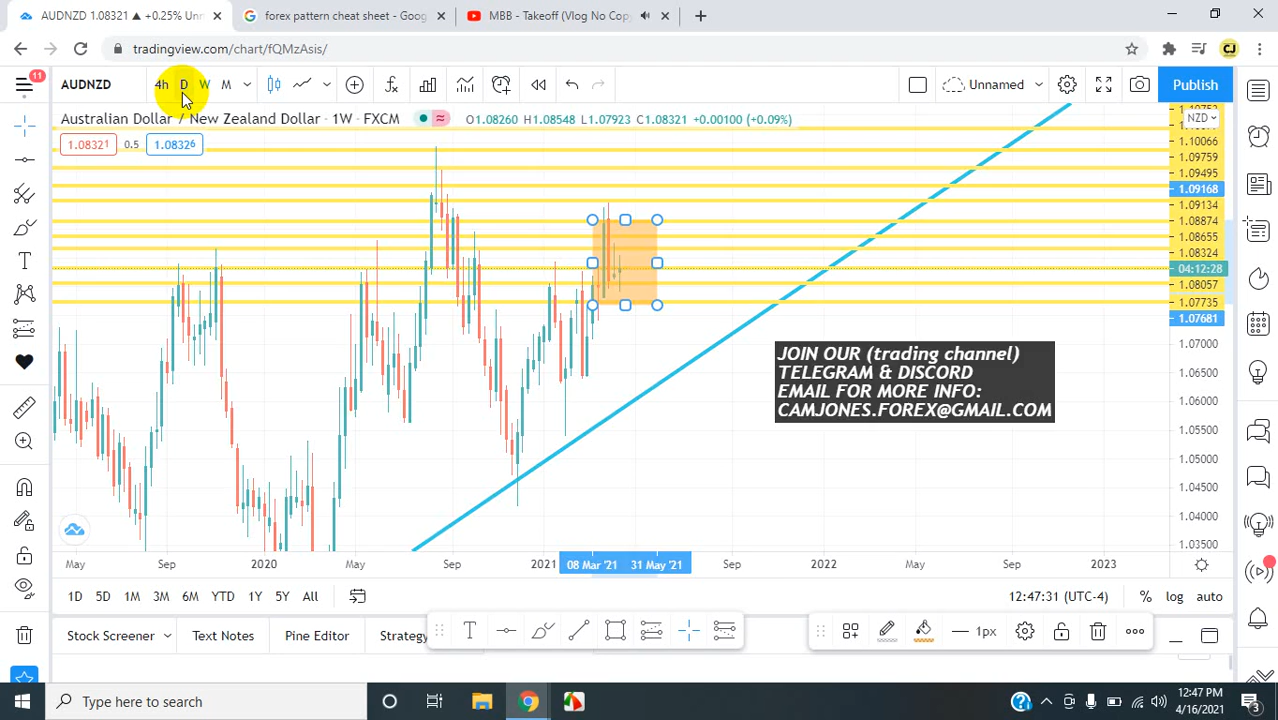 AUDNZD 1.08321 ▲ +0.25% Unn
forex pattern cheat sheet - Goog
MBB - Takeoff (Vlog No Copy
tradingview.com/chart/fQMzAsis/
CJ
11
AUDNZD
4h
D
W
M
Unnamed
Publish
Australian Dollar / New Zealand Dollar · 1W · FXCM
O1.08260 H1.08548 L1.07923 C1.08321 +0.00100 (+0.09%)
NZD
1.08321
0.5
1.08326
1.10066
1.09759
1.09495
1.09168
1.09134
1.08874
1.08655
1.08324
04:12:28
1.08057
1.07735
1.07681
1.07000
1.06500
1.06000
1.05500
1.05000
1.04500
1.04000
1.03500
JOIN OUR (trading channel)
TELEGRAM & DISCORD
EMAIL FOR MORE INFO:
CAMJONES.FOREX@GMAIL.COM
May
Sep
2020
May
Sep
2021
08 Mar '21
31 May '21
Sep
2022
May
Sep
2023
1D
5D
1M
3M
6M
YTD
1Y
5Y
All
12:47:31 (UTC-4)
%
log
auto
Stock Screener
Text Notes
Pine Editor
Strategy
1px
Type here to search
12:47 PM
4/16/2021
3